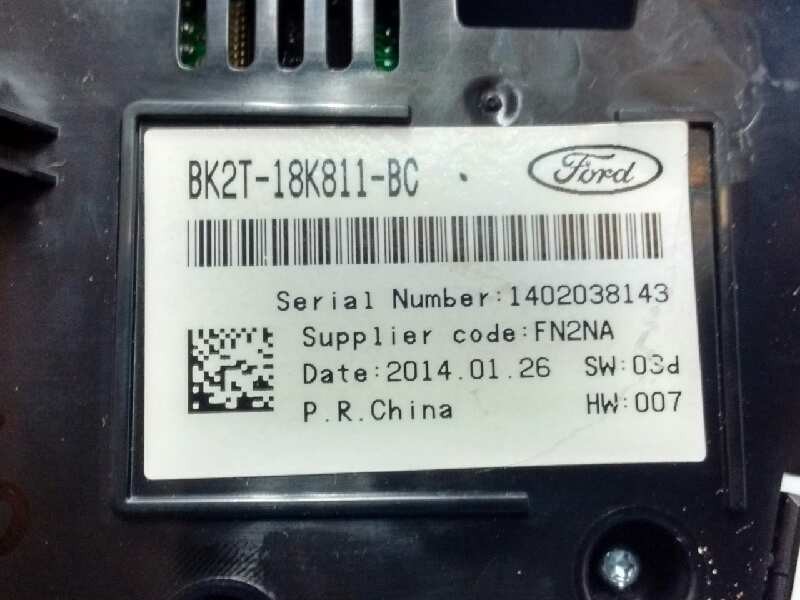 BK2T-18K811-BC
Ford
Serial Number:1402038143
Supplier code:FN2NA
Date:2014.01.26 SW:03d
P.R.China HW:007